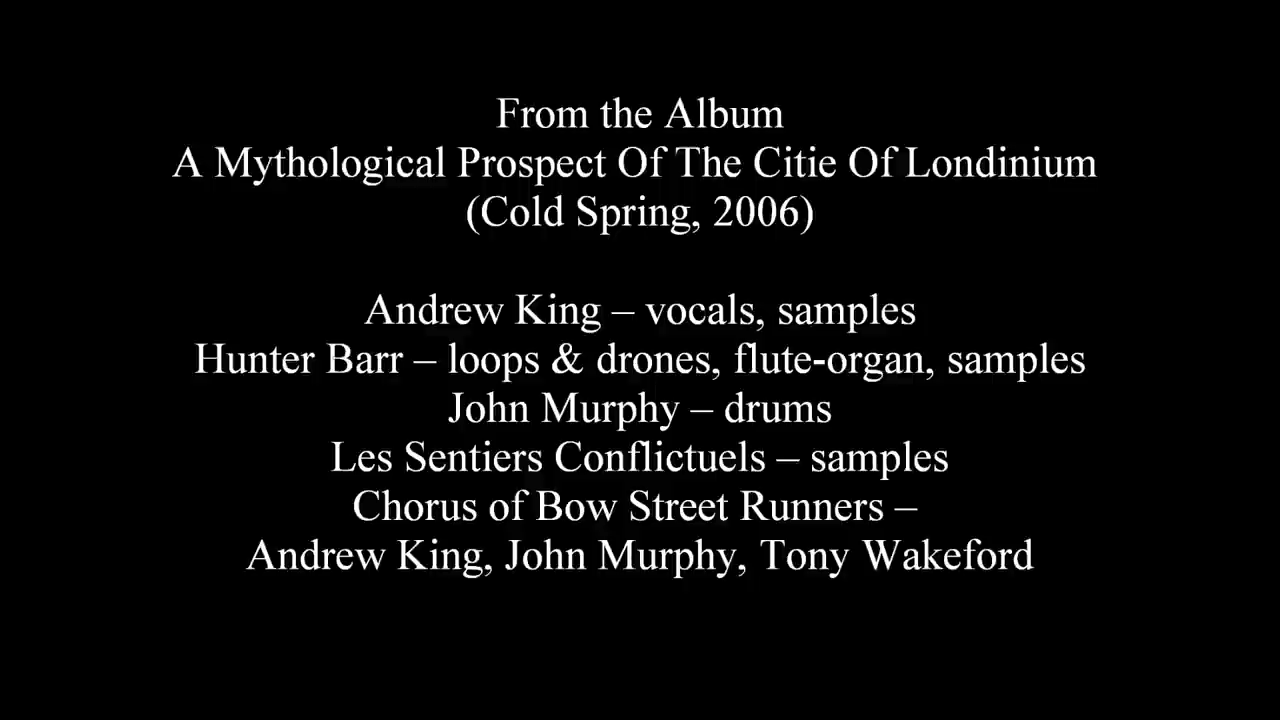 From the Album
A Mythological Prospect Of The Citie Of Londinium
(Cold Spring, 2006)
Andrew King – vocals, samples
Hunter Barr – loops & drones, flute-organ, samples
John Murphy – drums
Les Sentiers Conflictuels – samples
Chorus of Bow Street Runners –
Andrew King, John Murphy, Tony Wakeford